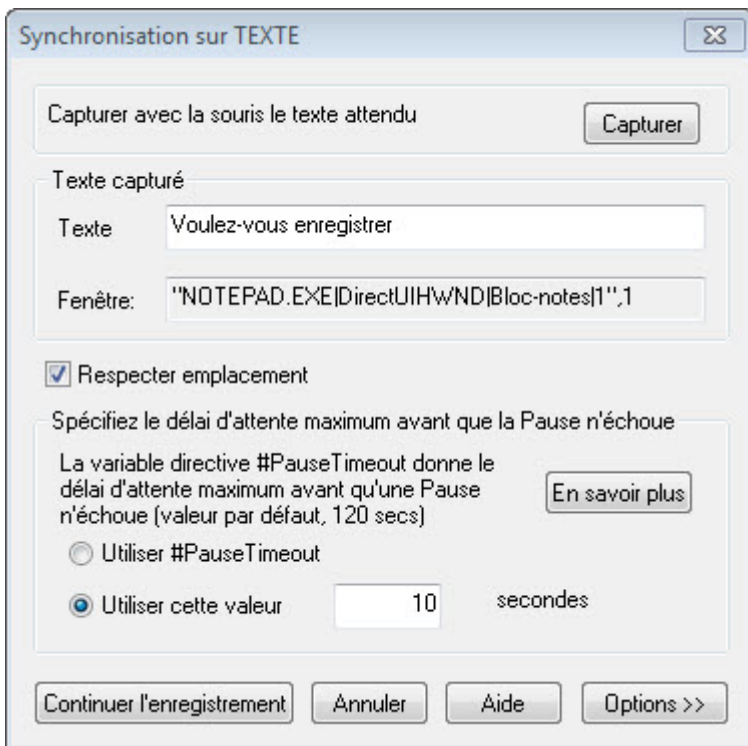 Synchronisation sur TEXTE
Capturer avec la souris le texte attendu
Capturer
Texte capturé
Texte
Voulez-vous enregistrer
Fenêtre:
"NOTEPAD.EXE|DirectUIHWND|Bloc-notes|1",1
Respecter emplacement
Spécifiez le délai d'attente maximum avant que la Pause n'échoue
La variable directive #PauseTimeout donne le
délai d'attente maximum avant qu'une Pause
n'échoue (valeur par défaut, 120 secs)
En savoir plus
Utiliser #PauseTimeout
Utiliser cette valeur
10
secondes
Continuer l'enregistrement
Annuler
Aide
Options >>